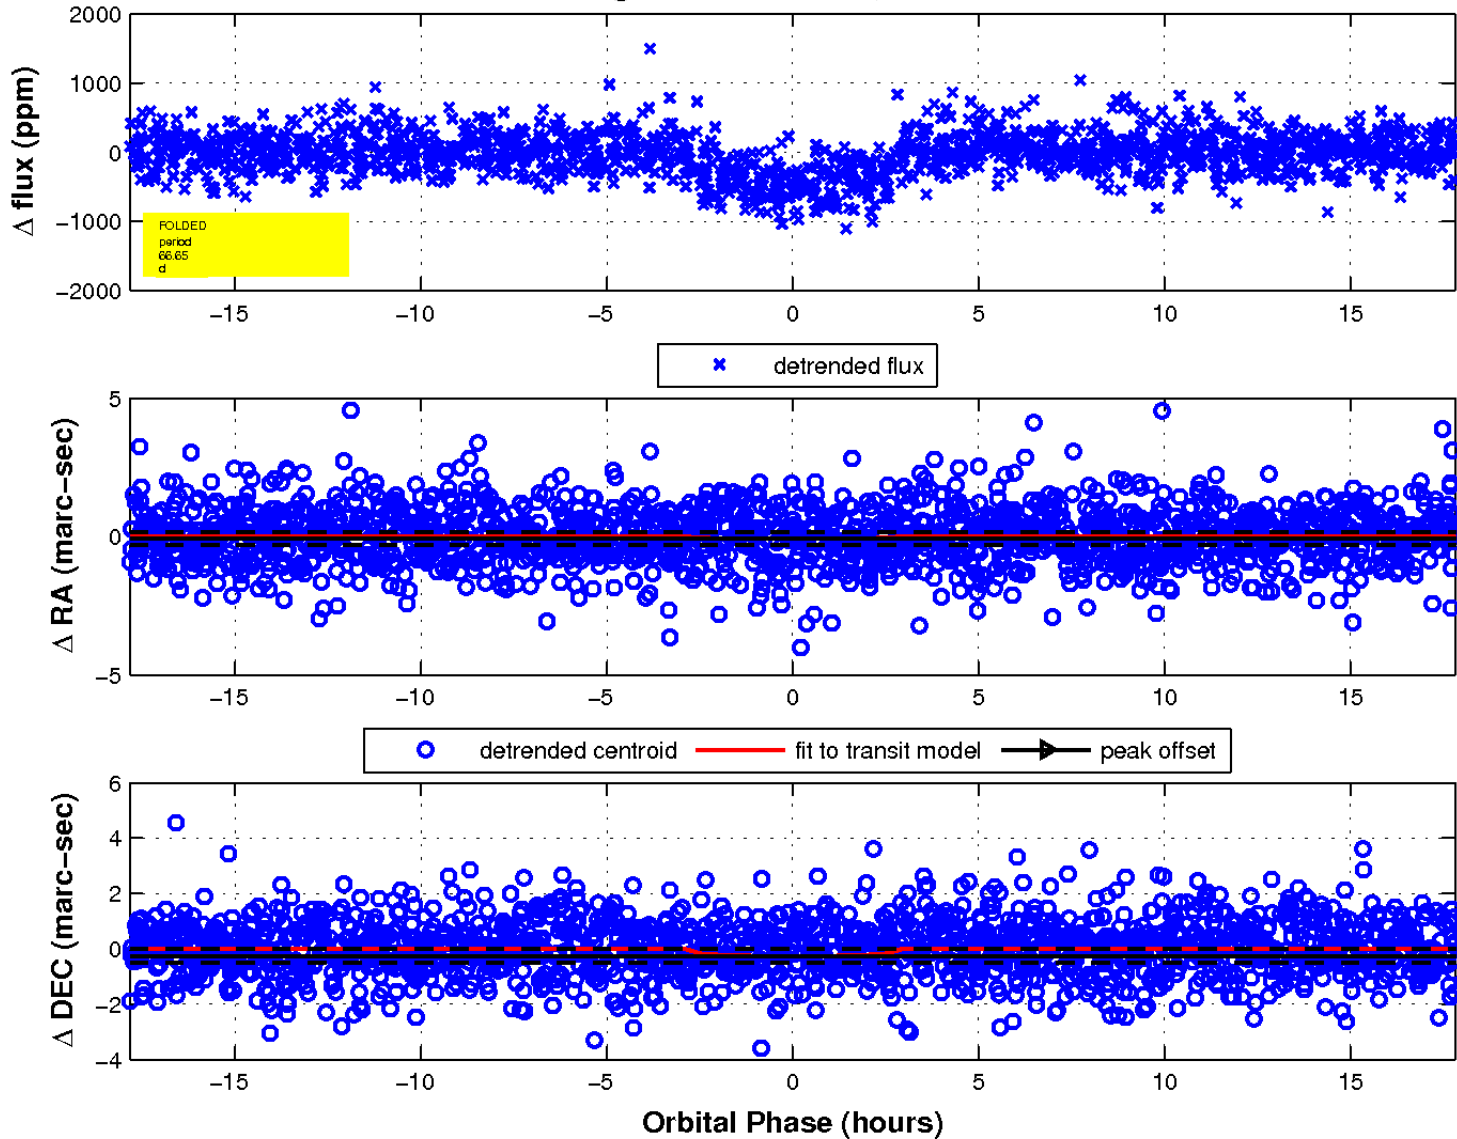 2000
1000
0
−1000
−2000
Δ flux (ppm)
FOLDED
period
66.65
d
−15 −10 −5 0 5 10 15
detrended flux
5
0
−5
Δ RA (marc−sec)
−15 −10 −5 0 5 10 15
detrended centroid fit to transit model peak offset
6
4
2
0
−2
−4
Δ DEC (marc−sec)
−15 −10 −5 0 5 10 15
Orbital Phase (hours)